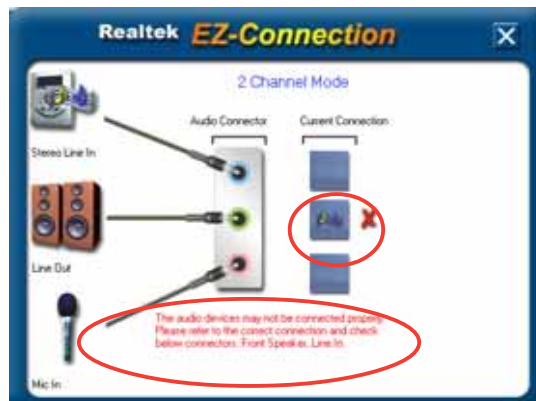 Realtek EZ-Connection
2 Channel Mode
Audio Connector Current Connection
Stereo Line In
Line Out
Mic In
The audio devices may not be connected properly.
Please refer to the correct connection and check
below connectors: Front Speaker, Line In.